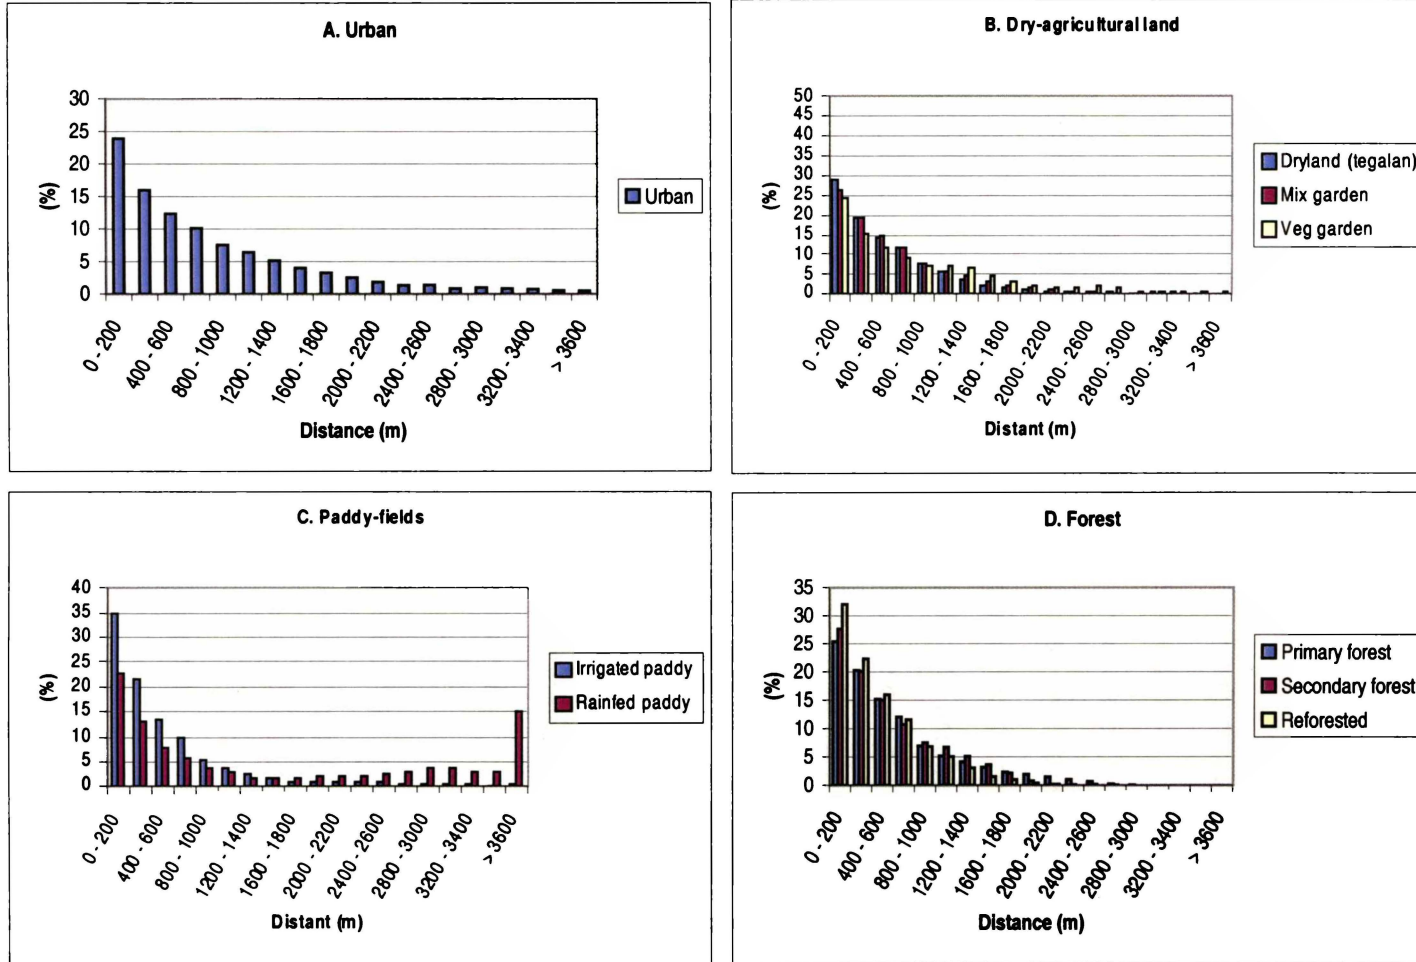 A. Urban
30
25
20
15
10
5
0
(%)
0 - 200
400 - 600
800 - 1000
1200 - 1400
1600 - 1800
2000 - 2200
2400 - 2600
2800 - 3000
3200 - 3400
> 3600
Distance (m)
Urban
B. Dry-agricultural land
50
45
40
35
30
25
20
15
10
5
0
(%)
0 - 200
400 - 600
800 - 1000
1200 - 1400
1600 - 1800
2000 - 2200
2400 - 2600
2800 - 3000
3200 - 3400
> 3600
Distant (m)
Dryland (tegalan)
Mix garden
Veg garden
C. Paddy-fields
40
35
30
25
20
15
10
5
0
(%)
0 - 200
400 - 600
800 - 1000
1200 - 1400
1600 - 1800
2000 - 2200
2400 - 2600
2800 - 3000
3200 - 3400
> 3600
Distant (m)
Irrigated paddy
Rainfed paddy
D. Forest
35
30
25
20
15
10
5
0
(%)
0 - 200
400 - 600
800 - 1000
1200 - 1400
1600 - 1800
2000 - 2200
2400 - 2600
2800 - 3000
3200 - 3400
> 3600
Distance (m)
Primary forest
Secondary forest
Reforested